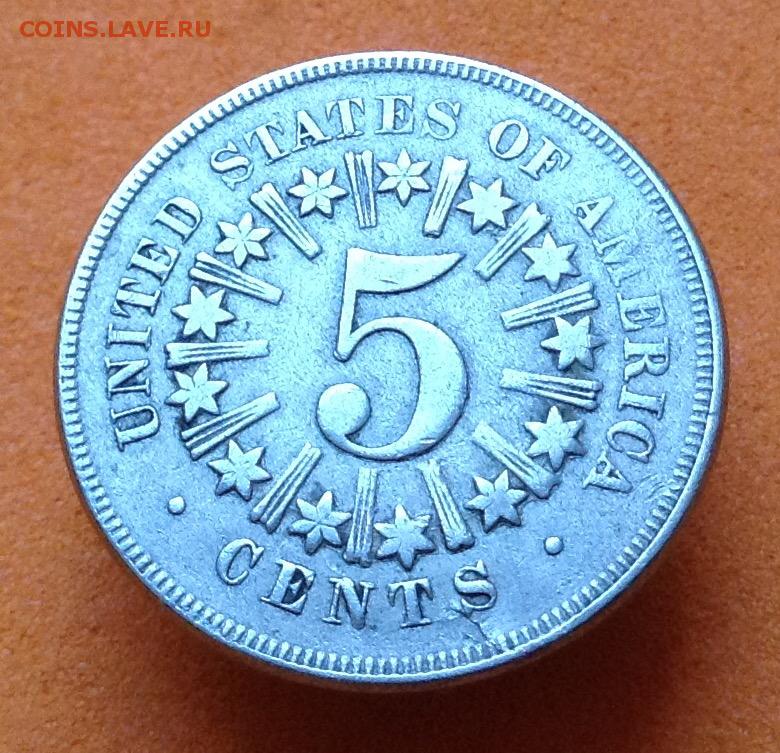 COINS.LAVE.RU
UNITED STATES OF AMERICA
5
CENTS